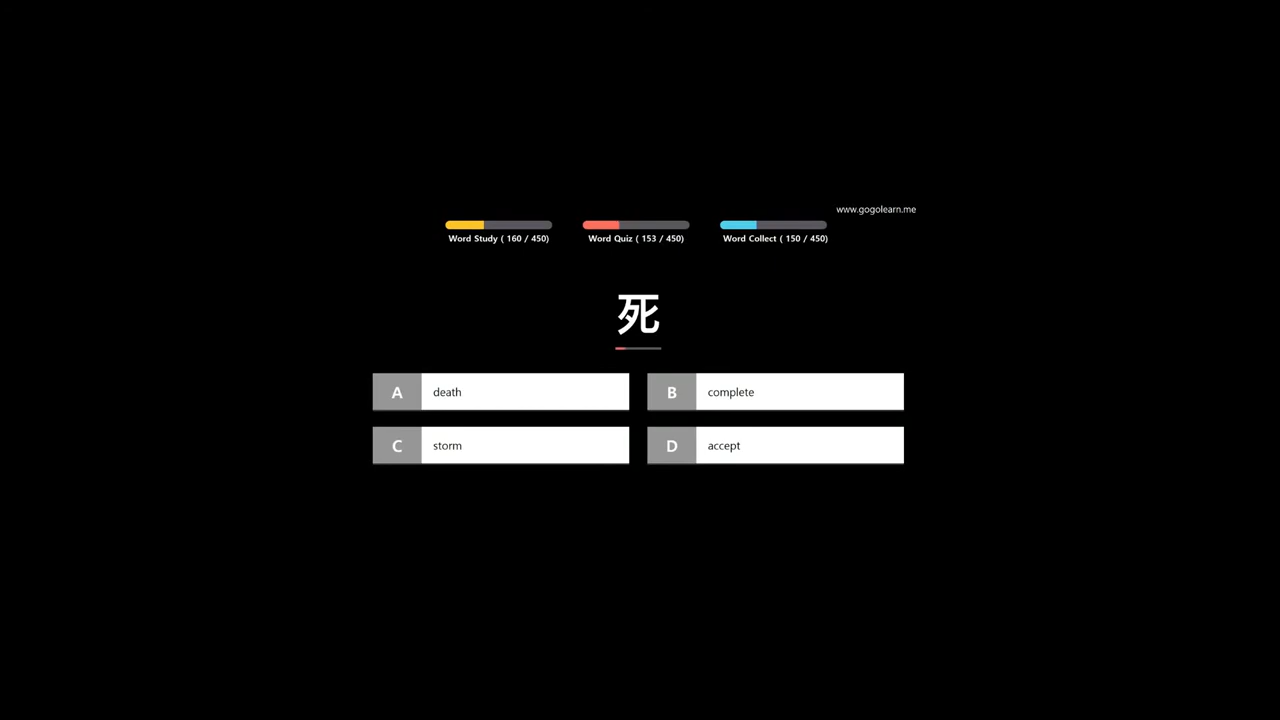 www.gogolearn.me
Word Study ( 160 / 450)
Word Quiz ( 153 / 450)
Word Collect ( 150 / 450)
死
A death
B complete
C storm
D accept